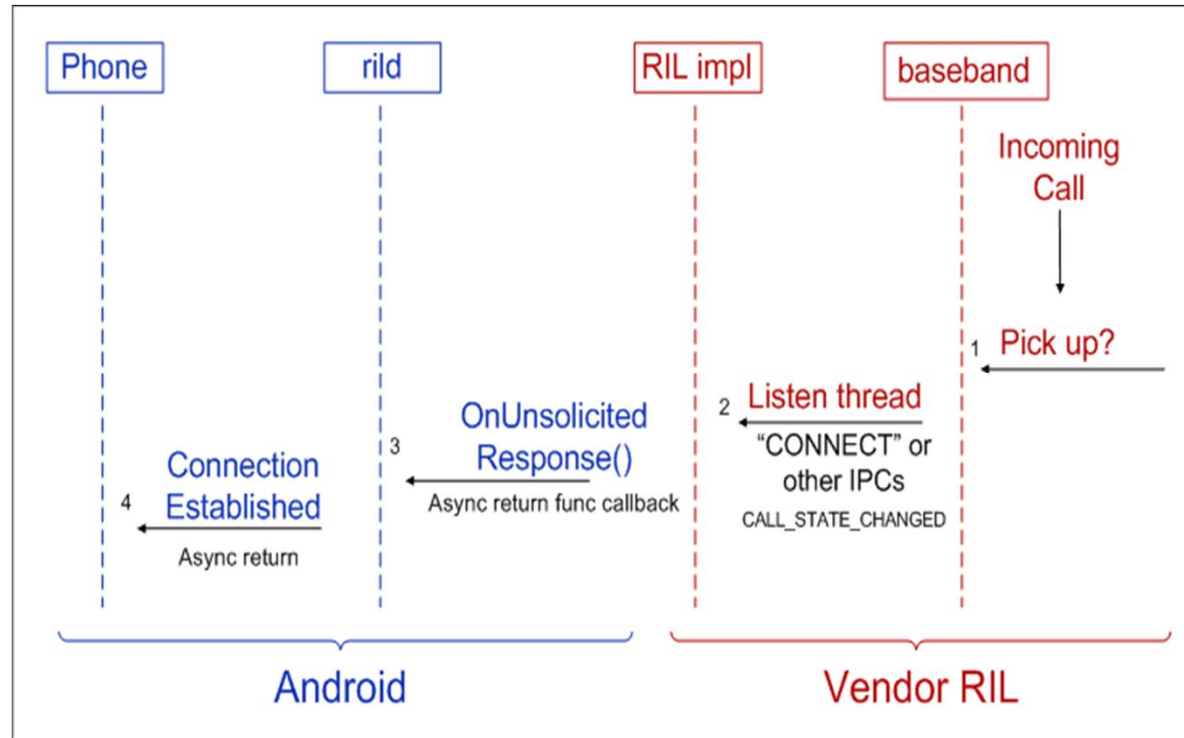 Phone
rild
RIL impl
baseband
Incoming
Call
1
Pick up?
2
Listen thread
“CONNECT” or
other IPCs
CALL_STATE_CHANGED
3
OnUnsolicited
Response()
Async return func callback
4
Connection
Established
Async return
Android
Vendor RIL